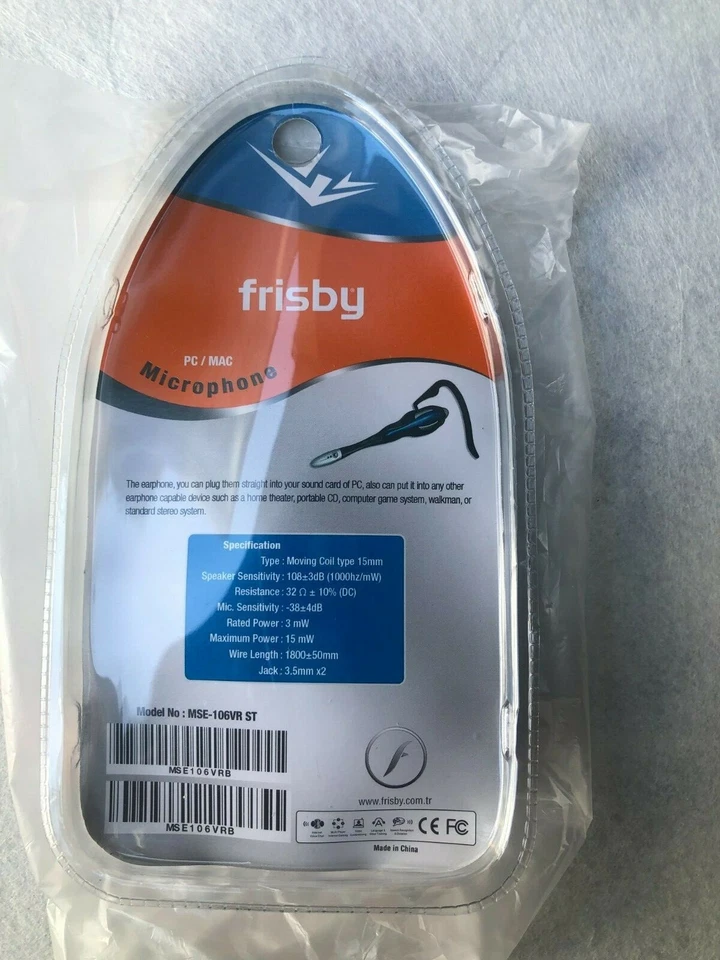 frisby
PC / MAC
Microphone
The earphone, you can plug them straight into your sound card of PC, also can put it into any other
earphone capable device such as a home theater, portable CD, computer game system, walkman, or
standard stereo system.
Specification
Type : Moving Coil type 15mm
Speaker Sensitivity : 108±3dB (1000hz/mW)
Resistance : 32 Ω ± 10% (DC)
Mic. Sensitivity : -38±4dB
Rated Power : 3 mW
Maximum Power : 15 mW
Wire Length : 1800±50mm
Jack : 3.5mm x2
Model No : MSE-106VR ST
MSE106VRB
MSE106VRB
www.frisby.com.tr
CE FC
Made in China